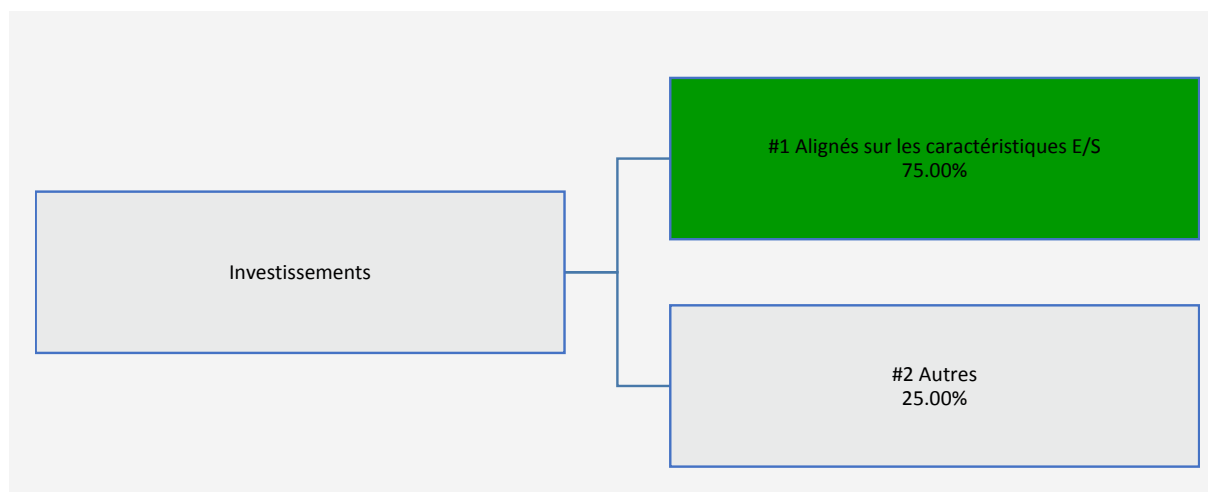 #1 Alignés sur les caractéristiques E/S
75.00%
Investissements
#2 Autres
25.00%